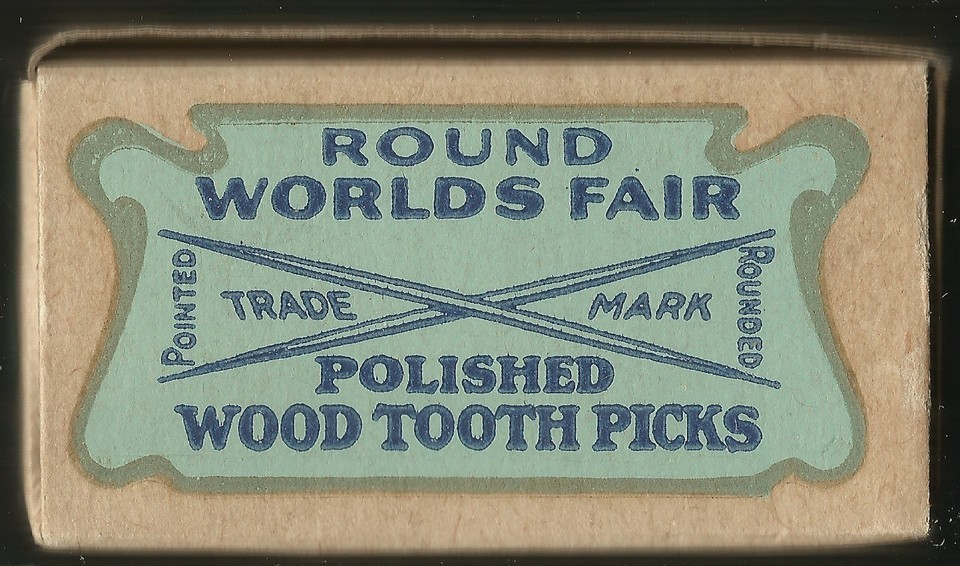 ROUND
WORLDS FAIR
POINTED
TRADE MARK
ROUNDED
POLISHED
WOOD TOOTH PICKS